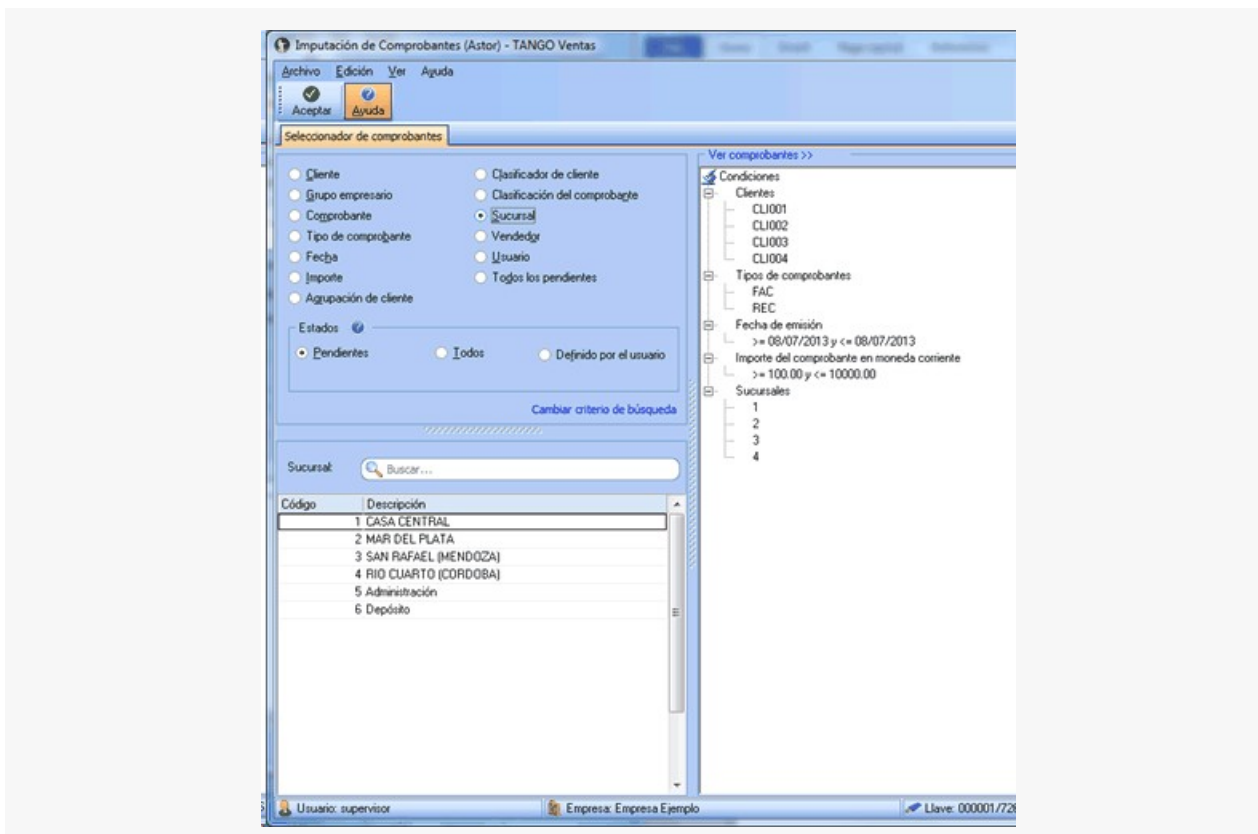 Imputación de Comprobantes (Astor) - TANGO Ventas
Archivo Edición Ver Ayuda
Aceptar Ayuda
Seleccionador de comprobantes
Cliente
Clasificador de cliente
Grupo empresario
Clasificación del comprobante
Comprobante
Sucursal
Tipo de comprobante
Vendedor
Fecha
Usuario
Importe
Todos los pendientes
Agrupación de cliente
Estados
Pendientes Todos Definido por el usuario
Cambiar criterio de búsqueda
Sucursal: Buscar...
Código Descripción
1 CASA CENTRAL
2 MAR DEL PLATA
3 SAN RAFAEL (MENDOZA)
4 RIO CUARTO (CORDOBA)
5 Administración
6 Depósito
Ver comprobantes >>
Condiciones
Clientes
CLI001
CLI002
CLI003
CLI004
Tipos de comprobantes
FAC
REC
Fecha de emisión
>= 08/07/2013 y <= 08/07/2013
Importe del comprobante en moneda corriente
>= 100.00 y <= 10000.00
Sucursales
1
2
3
4
Usuario: supervisor Empresa: Empresa Ejemplo Llave: 000001/726